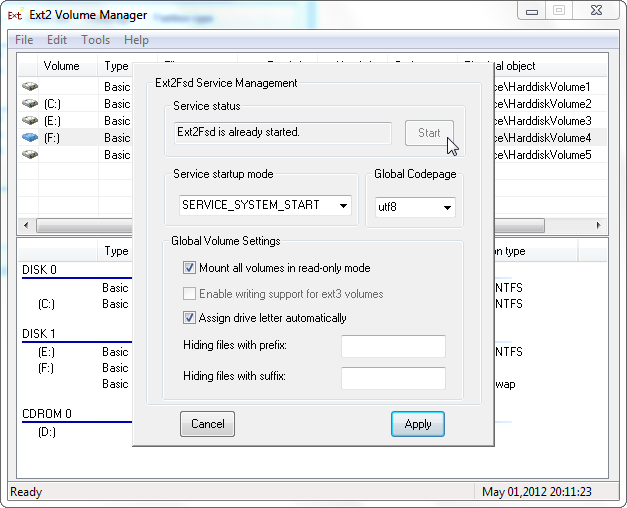 Ext2 Volume Manager
File Edit Tools Help
Volume Type
Basic
(C:) Basic
(E:) Basic
(F:) Basic
Basic
object
ce\HarddiskVolume1
ce\HarddiskVolume2
ce\HarddiskVolume3
ce\HarddiskVolume4
ce\HarddiskVolume5
Ext2Fsd Service Management
Service status
Ext2Fsd is already started.
Start
Service startup mode
SERVICE_SYSTEM_START
Global Codepage
utf8
Global Volume Settings
Mount all volumes in read-only mode
Enable writing support for ext3 volumes
Assign drive letter automatically
Hiding files with prefix:
Hiding files with suffix:
Cancel
Apply
Type
on type
DISK 0
Basic NTFS
(C:) Basic NTFS
DISK 1
(E:) Basic NTFS
(F:) Basic
Basic wap
CDROM 0
(D:)
Ready
May 01,2012 20:11:23